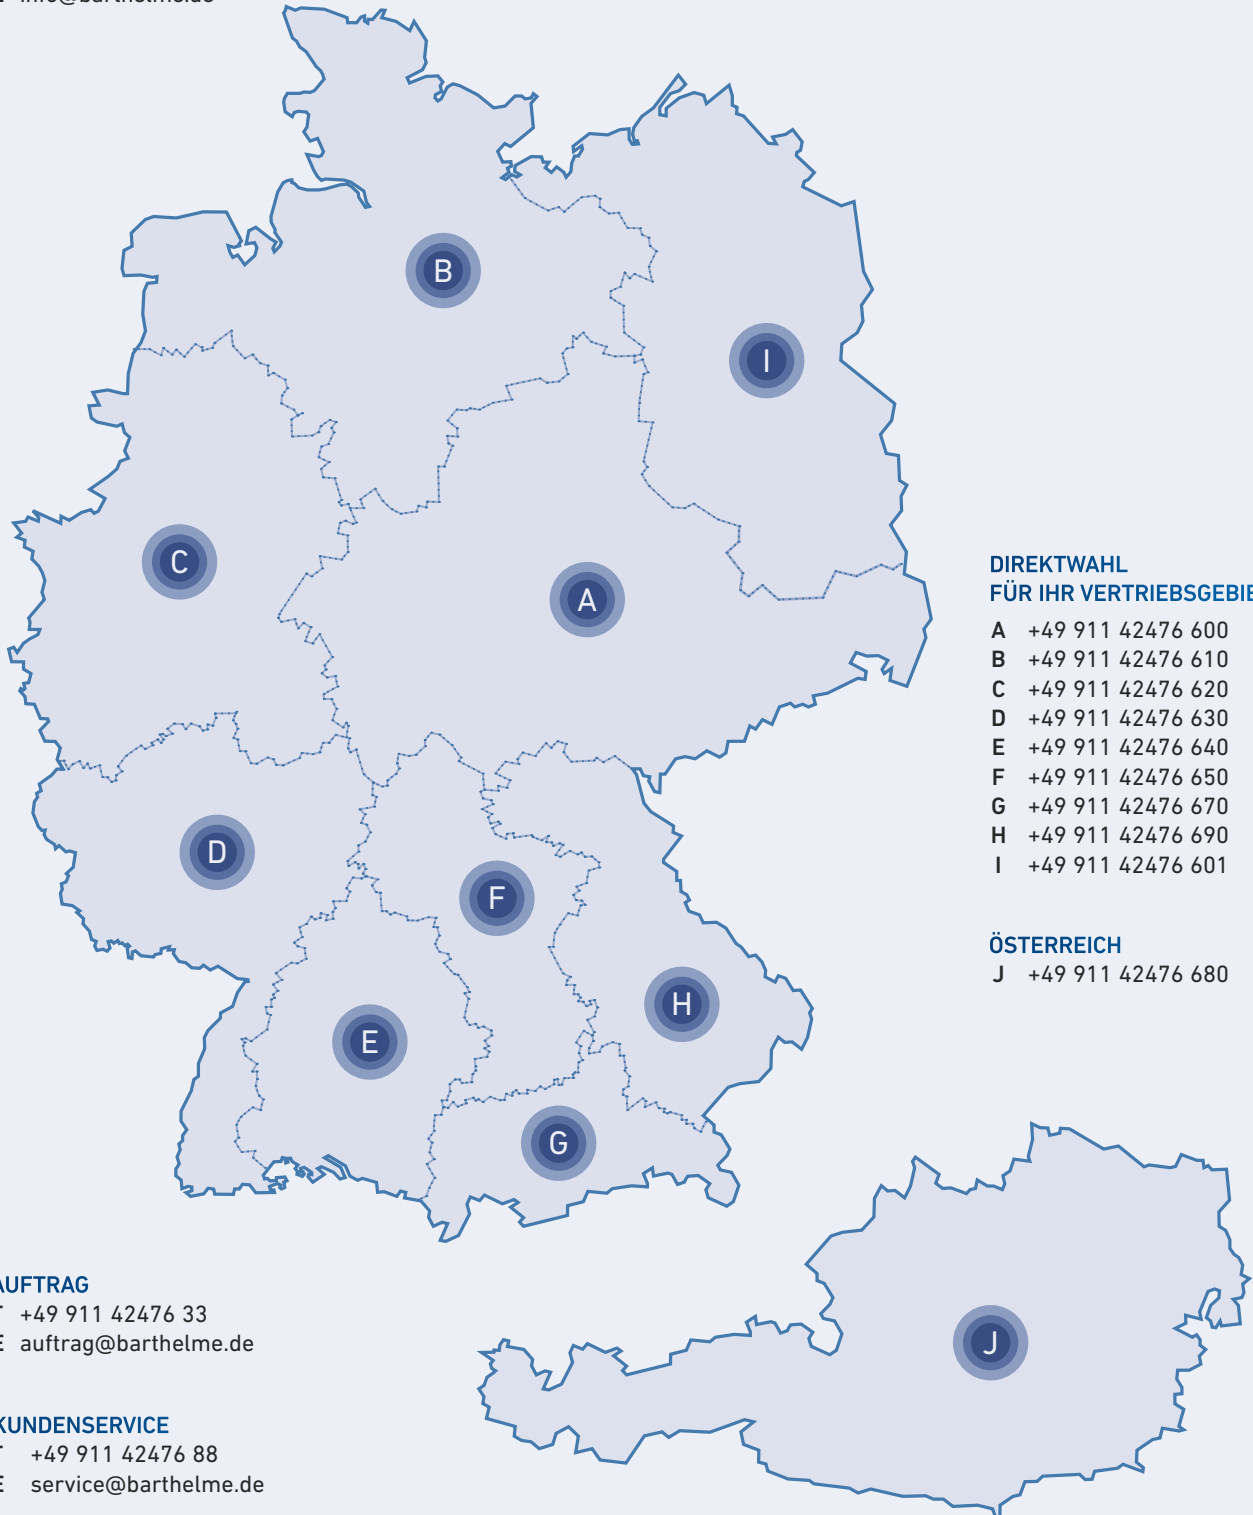 info@barthelme.de
B
I
C
A
DIREKTWAHL
FÜR IHR VERTRIEBSGEBIE
A +49 911 42476 600
B +49 911 42476 610
C +49 911 42476 620
D +49 911 42476 630
E +49 911 42476 640
F +49 911 42476 650
G +49 911 42476 670
H +49 911 42476 690
I +49 911 42476 601
D
F
ÖSTERREICH
J +49 911 42476 680
H
E
G
AUFTRAG
T +49 911 42476 33
E auftrag@barthelme.de
J
KUNDENSERVICE
T +49 911 42476 88
E service@barthelme.de